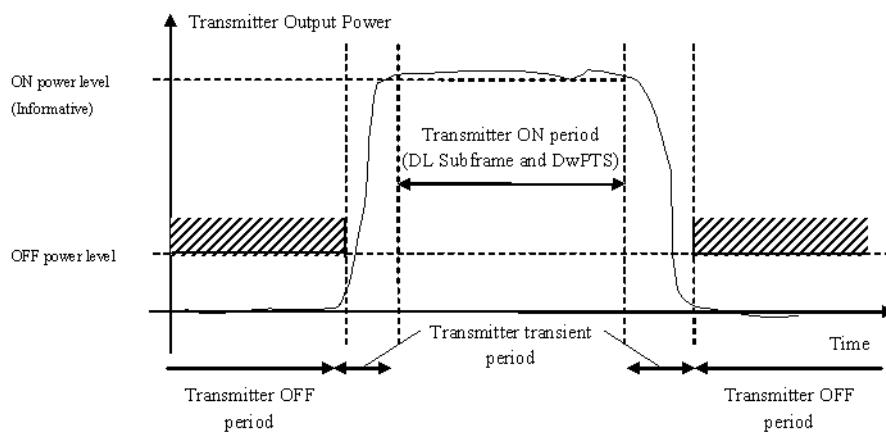 Transmitter Output Power
ON power level
(Informative)
Transmitter ON period
(DL Subframe and DwPTS)
OFF power level
Transmitter transient
period
Time
Transmitter OFF
period
Transmitter OFF
period